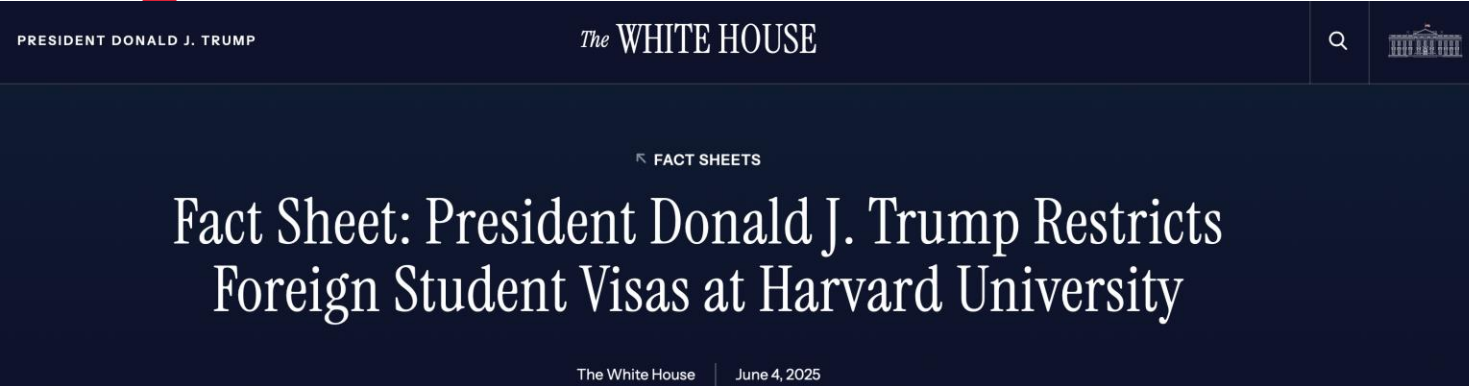 PRESIDENT DONALD J. TRUMP
The WHITE HOUSE
FACT SHEETS
Fact Sheet: President Donald J. Trump Restricts
Foreign Student Visas at Harvard University
The White House
June 4, 2025